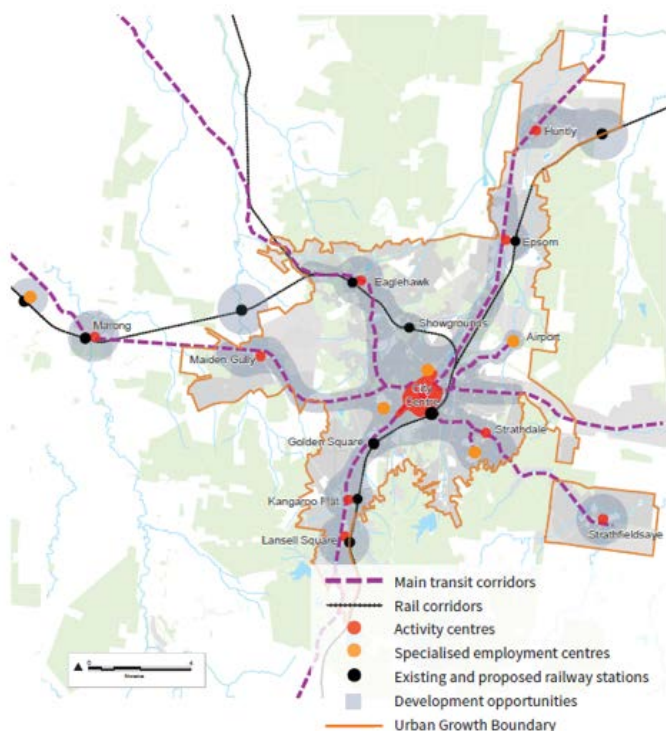 Huntly
Epsom
Eaglehawk
Showgrounds
Airport
Marong
Maiden Gully
City
Centre
Golden Square
Strathdale
Kangaroo Flat
Lansell Square
Strathfieldsaye
Main transit corridors
Rail corridors
Activity centres
Specialised employment centres
Existing and proposed railway stations
Development opportunities
Urban Growth Boundary
0 4